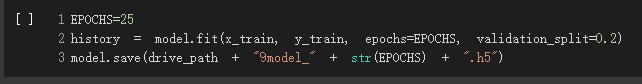 [ ] 1 EPOCHS=25
2 history = model.fit(x_train, y_train, epochs=EPOCHS, validation_split=0.2)
3 model.save(drive_path + "9model_" + str(EPOCHS) + ".h5")